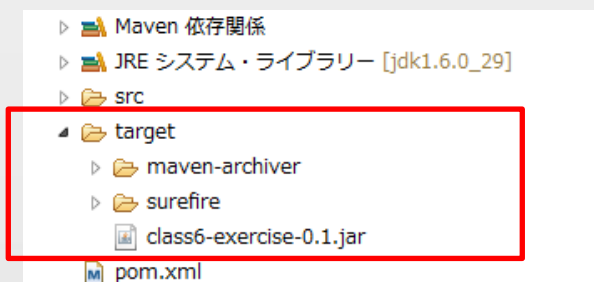 Maven 依存関係
JRE システム・ライブラリー [jdk1.6.0_29]
src
target
maven-archiver
surefire
class6-exercise-0.1.jar
pom.xml